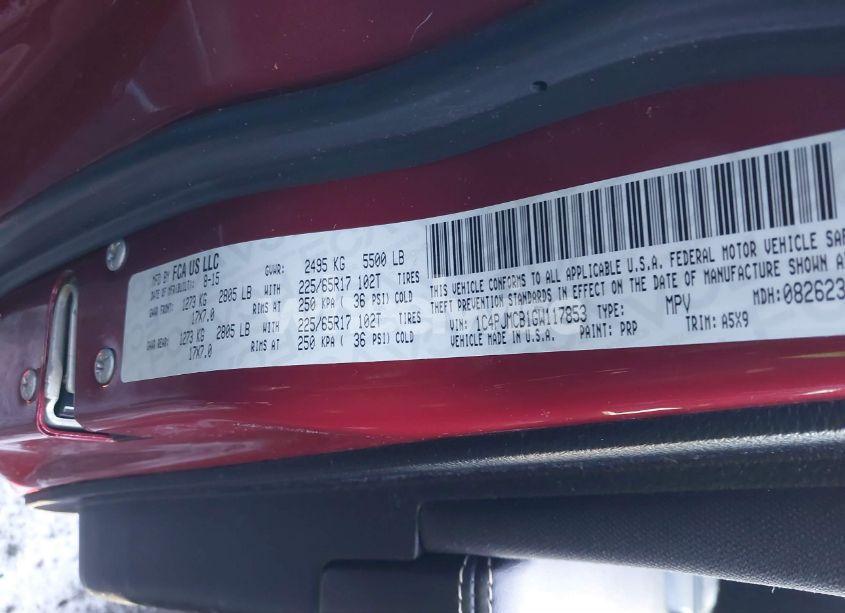 MFD BY FCA US LLC
DATE OF MFR/BUILT: 8-15
GVWR: 2495 KG 5500 LB
GAWR FRONT: 1273 KG 2805 LB WITH 225/65R17 102T TIRES
17X7.0 RIMS AT 250 KPA ( 36 PSI) COLD
GAWR REAR: 1273 KG 2805 LB WITH 225/65R17 102T TIRES
17X7.0 RIMS AT 250 KPA ( 36 PSI) COLD
THIS VEHICLE CONFORMS TO ALL APPLICABLE U.S.A. FEDERAL MOTOR VEHICLE SAF
THEFT PREVENTION STANDARDS IN EFFECT ON THE DATE OF MANUFACTURE SHOWN A
VIN: 1C4PJMCB1GW117853 TYPE: MPV MDH: 082623
VEHICLE MADE IN U.S.A. PAINT: PRP TRIM: A5X9